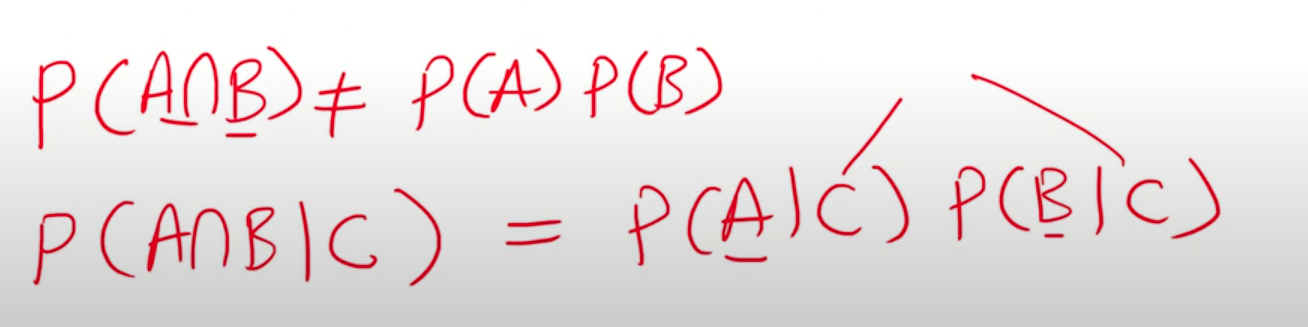 P(A∩B) ≠ P(A) P(B)
P(A∩B|C) = P(A|C) P(B|C)